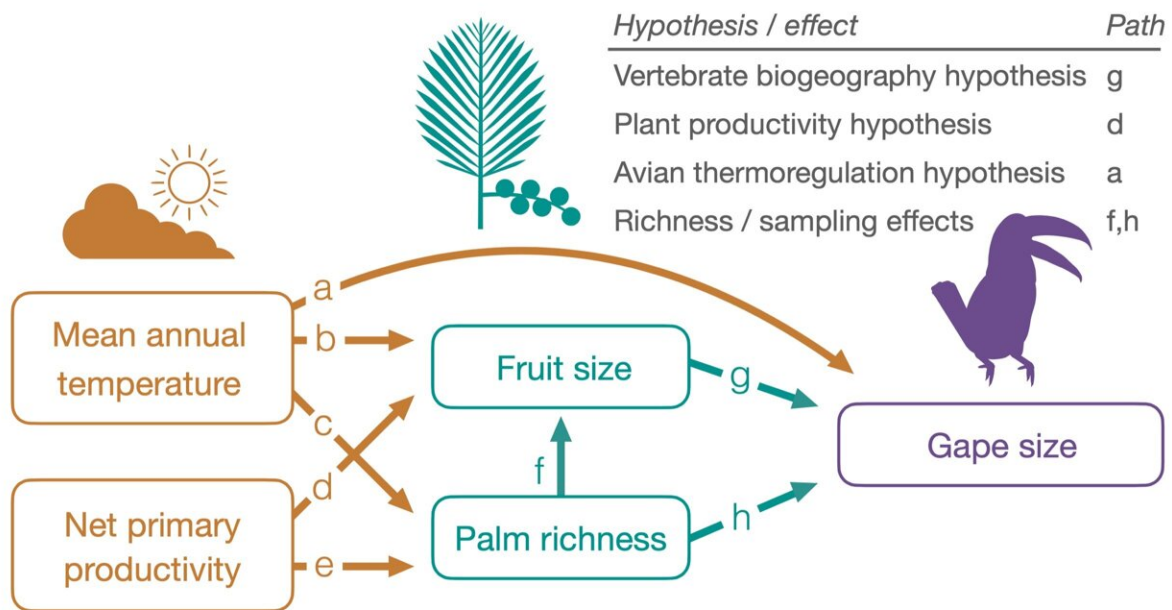 Hypothesis / effect Path
Vertebrate biogeography hypothesis g
Plant productivity hypothesis d
Avian thermoregulation hypothesis a
Richness / sampling effects f,h
a
Mean annual
temperature
b
Fruit size
g
c
Gape size
d
f
Net primary
productivity
e
Palm richness
h